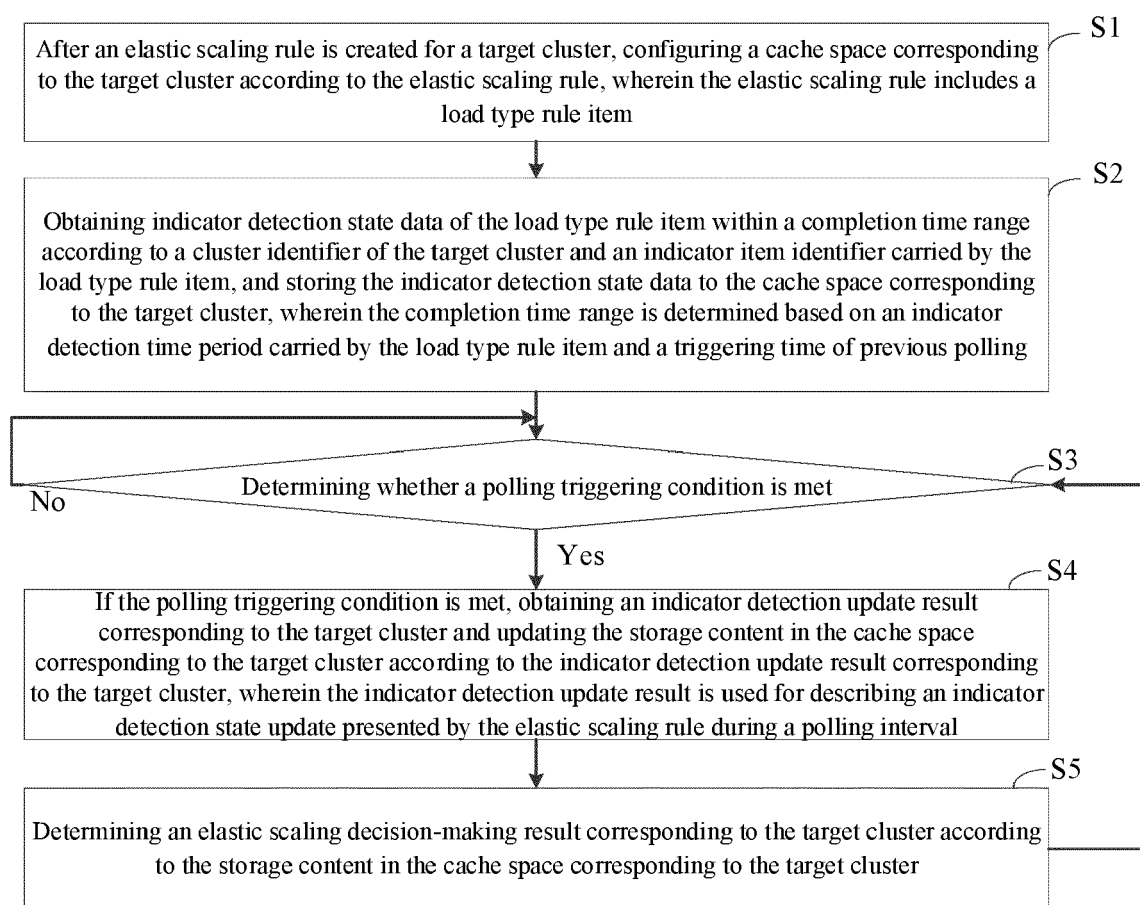 S1
After an elastic scaling rule is created for a target cluster, configuring a cache space corresponding
to the target cluster according to the elastic scaling rule, wherein the elastic scaling rule includes a
load type rule item
S2
Obtaining indicator detection state data of the load type rule item within a completion time range
according to a cluster identifier of the target cluster and an indicator item identifier carried by the
load type rule item, and storing the indicator detection state data to the cache space corresponding
to the target cluster, wherein the completion time range is determined based on an indicator
detection time period carried by the load type rule item and a triggering time of previous polling
S3
Determining whether a polling triggering condition is met
No
Yes
S4
If the polling triggering condition is met, obtaining an indicator detection update result
corresponding to the target cluster and updating the storage content in the cache space
corresponding to the target cluster according to the indicator detection update result corresponding
to the target cluster, wherein the indicator detection update result is used for describing an indicator
detection state update presented by the elastic scaling rule during a polling interval
S5
Determining an elastic scaling decision-making result corresponding to the target cluster according
to the storage content in the cache space corresponding to the target cluster